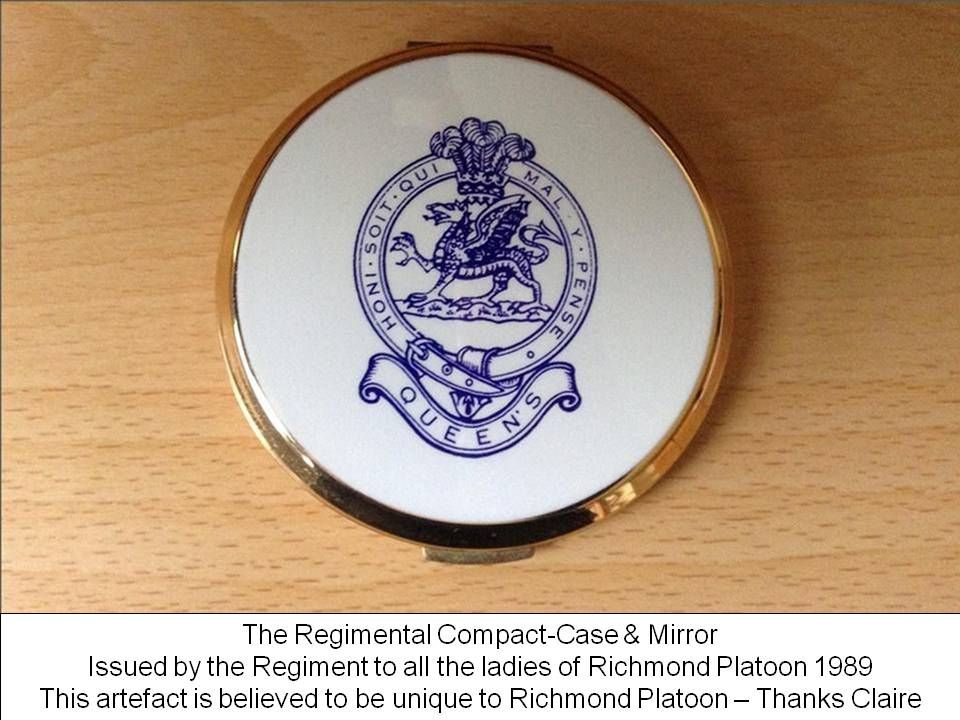 HONI · SOIT · QUI MAL · Y · PENSE
QUEEN'S
The Regimental Compact-Case & Mirror
Issued by the Regiment to all the ladies of Richmond Platoon 1989
This artefact is believed to be unique to Richmond Platoon – Thanks Claire